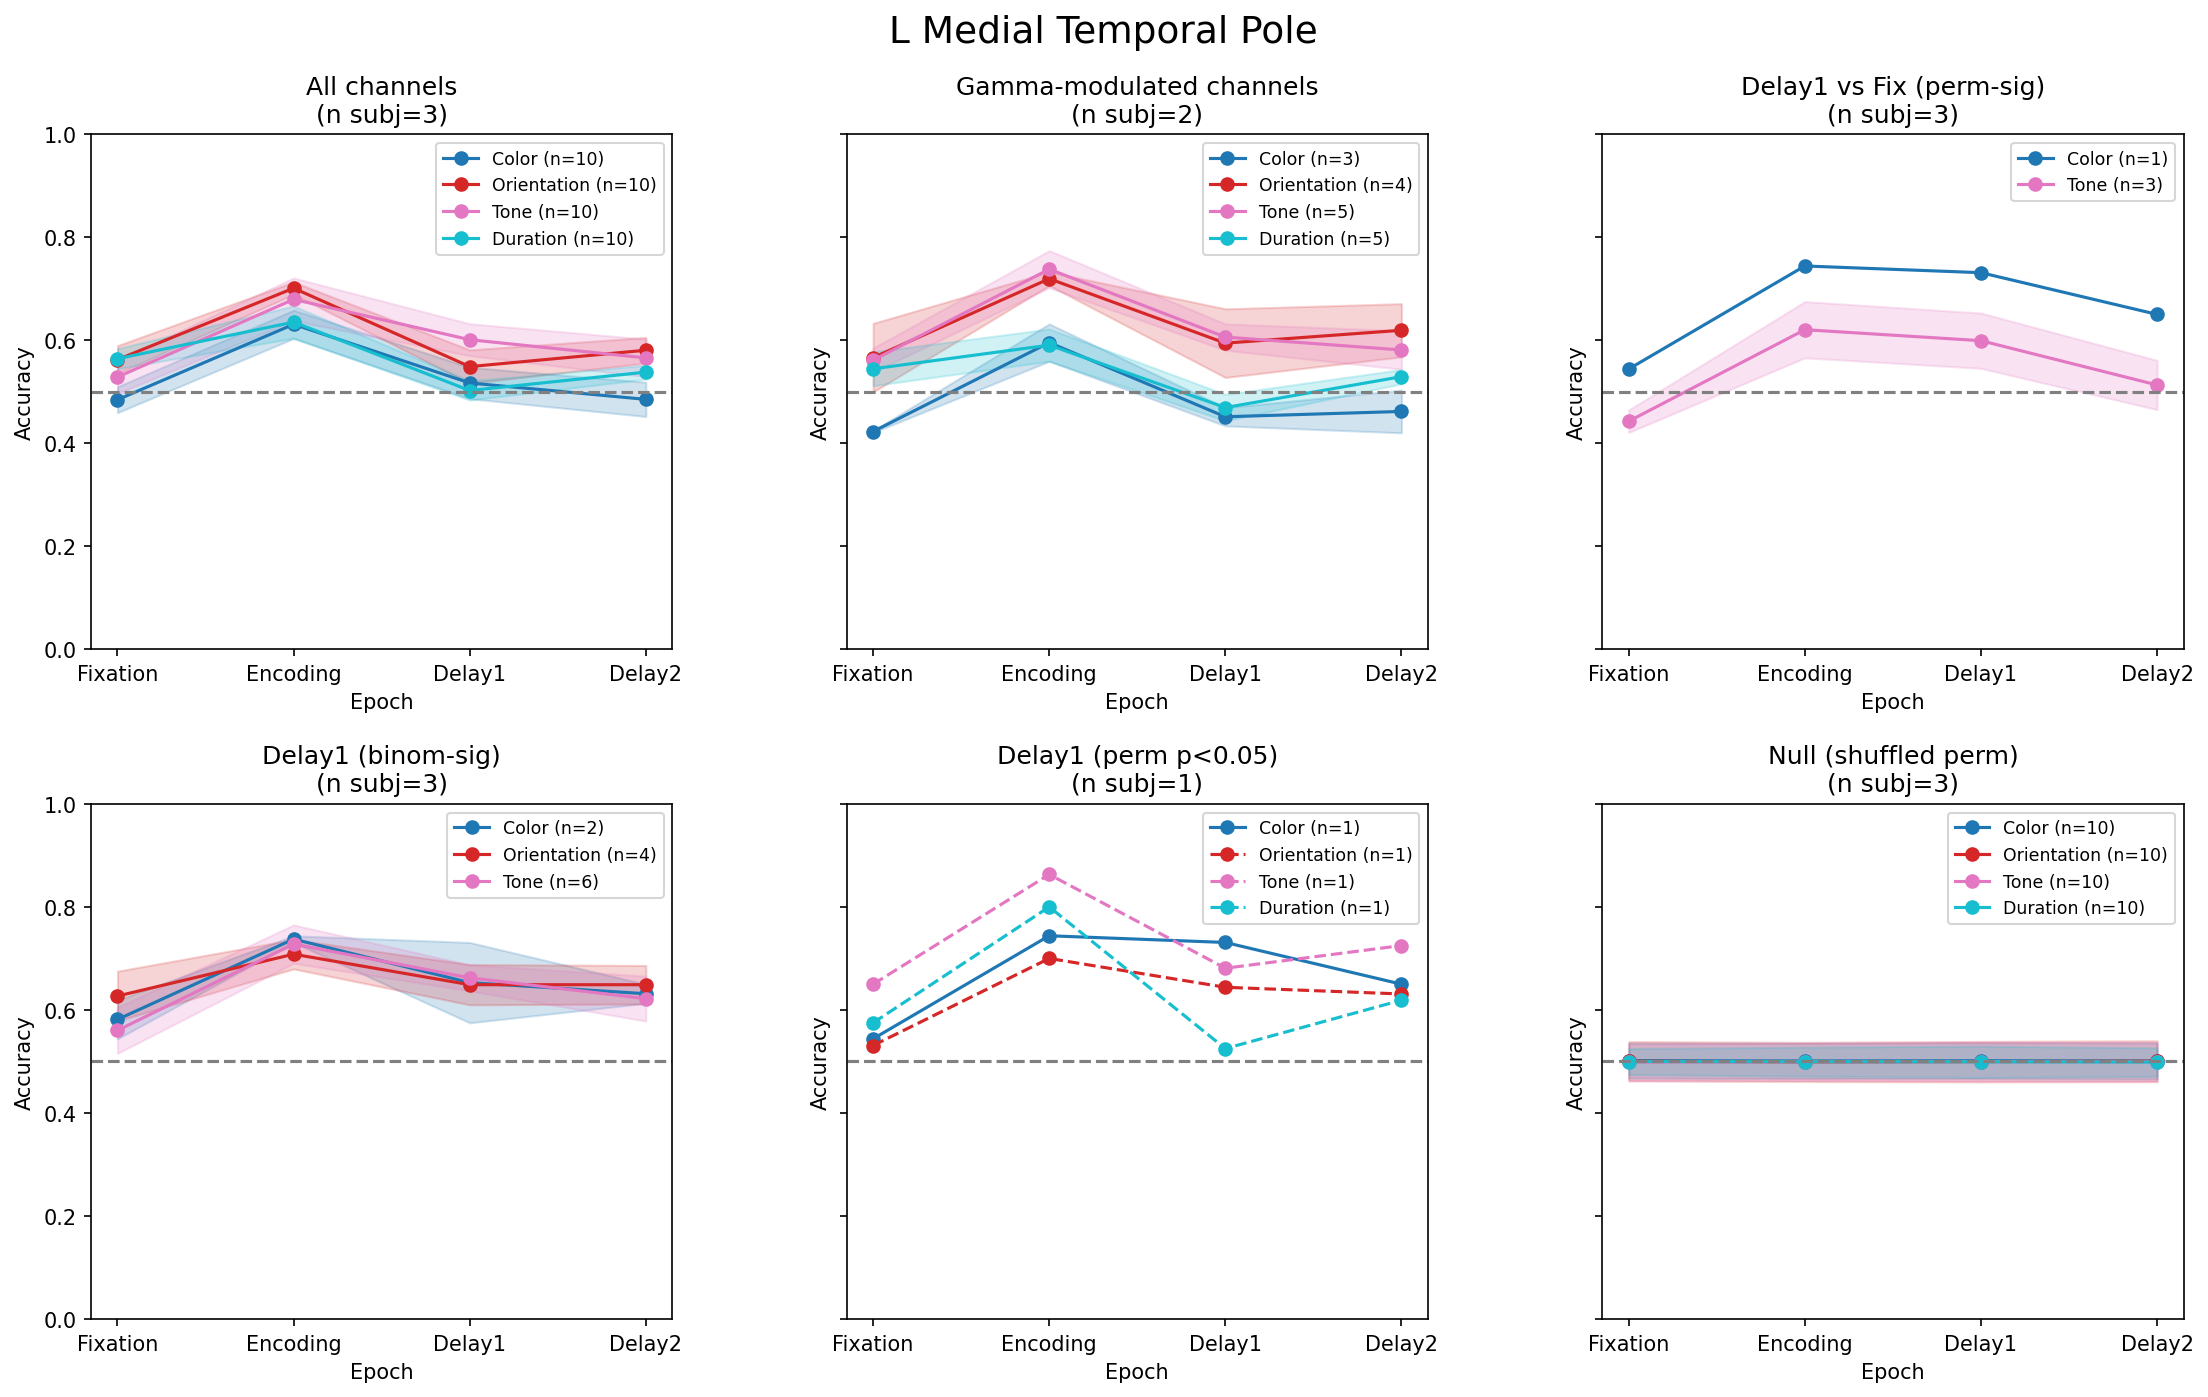 L Medial Temporal Pole
All channels
(n subj=3)
Color (n=10)
Orientation (n=10)
Tone (n=10)
Duration (n=10)
1.0
0.8
0.6
0.4
0.2
0.0
Accuracy
Fixation Encoding Delay1 Delay2
Epoch
Gamma-modulated channels
(n subj=2)
Color (n=3)
Orientation (n=4)
Tone (n=5)
Duration (n=5)
Accuracy
Fixation Encoding Delay1 Delay2
Epoch
Delay1 vs Fix (perm-sig)
(n subj=3)
Color (n=1)
Tone (n=3)
Accuracy
Fixation Encoding Delay1 Delay2
Epoch
Delay1 (binom-sig)
(n subj=3)
Color (n=2)
Orientation (n=4)
Tone (n=6)
1.0
0.8
0.6
0.4
0.2
0.0
Accuracy
Fixation Encoding Delay1 Delay2
Epoch
Delay1 (perm p<0.05)
(n subj=1)
Color (n=1)
Orientation (n=1)
Tone (n=1)
Duration (n=1)
Accuracy
Fixation Encoding Delay1 Delay2
Epoch
Null (shuffled perm)
(n subj=3)
Color (n=10)
Orientation (n=10)
Tone (n=10)
Duration (n=10)
Accuracy
Fixation Encoding Delay1 Delay2
Epoch